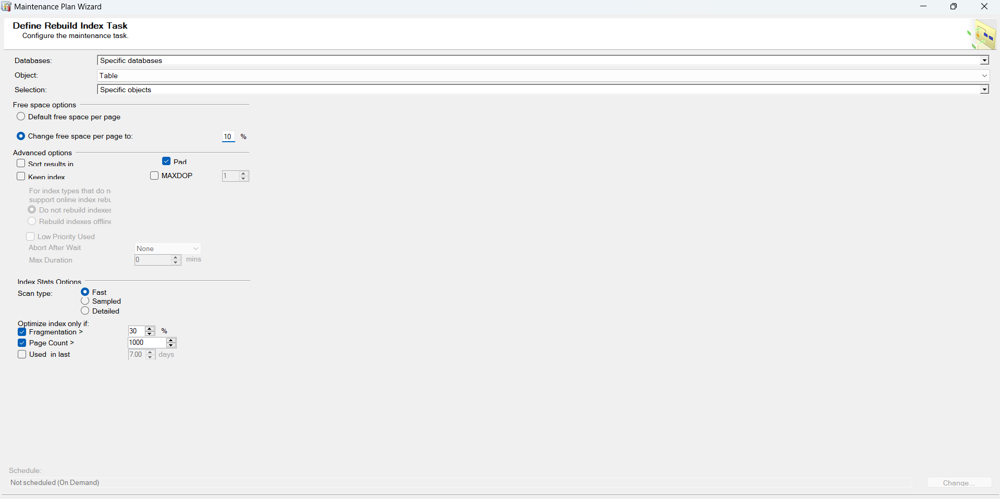 Maintenance Plan Wizard
Define Rebuild Index Task
Configure the maintenance task.
Databases: Specific databases
Object: Table
Selection: Specific objects
Free space options
Default free space per page
Change free space per page to: 10 %
Advanced options
Sort results in Pad
Keep index MAXDOP 1
For index types that do n
support online index rebu
Do not rebuild indexes
Rebuild indexes offline
Low Priority Used
Abort After Wait None
Max Duration 0 mins
Index Stats Options
Scan type: Fast
Sampled
Detailed
Optimize index only if:
Fragmentation > 30 %
Page Count > 1000
Used in last 7.00 days
Schedule:
Not scheduled (On Demand) Change...